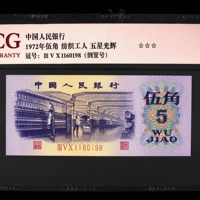 CG
中国人民银行
1972年伍角 纺织工人 五星光辉
冠号：Ⅲ V X 1160198（倒置号）
☆☆☆
中国人民银行
伍角
5
WU
JIAO
Ⅲ V X 1160198